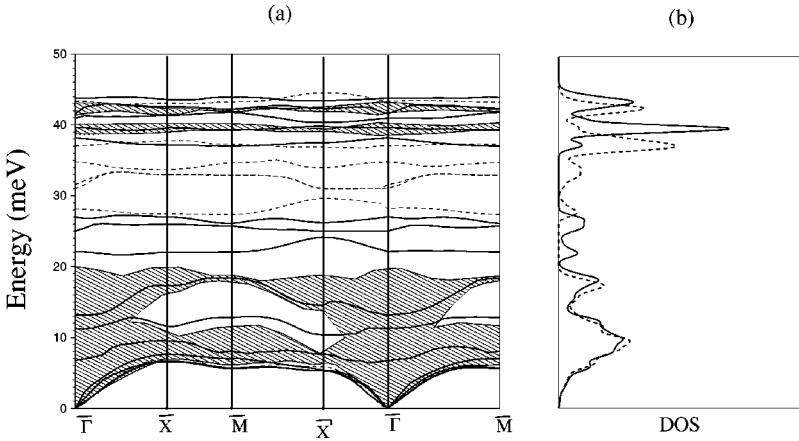 (a)
(b)
Energy (meV)
50
40
30
20
10
0
Γ̅ X̅ M̅ X̅' Γ̅ M̅
DOS